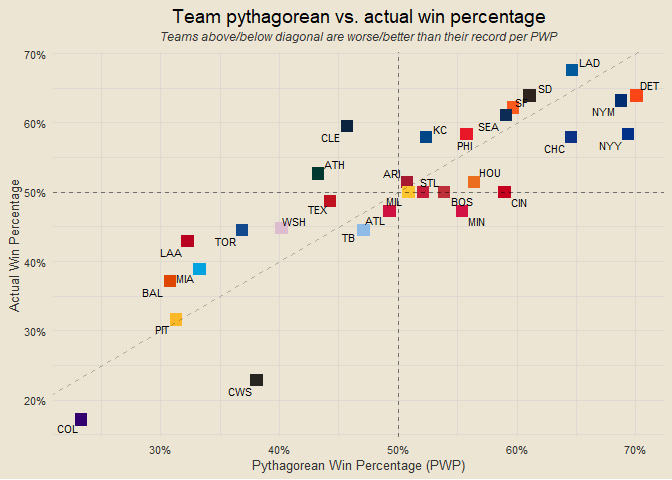 Team pythagorean vs. actual win percentage
Teams above/below diagonal are worse/better than their record per PWP
70%
LAD
SD
DET
SF
NYM
60%
CLE
KC
SEA
PHI
CHC
NYY
ATH
ARI
STL
HOU
50%
TEX
MIL
BOS
CIN
WSH
ATL
MIN
TOR
TB
LAA
40%
MIA
BAL
PIT
30%
CWS
20%
COL
30%
40%
50%
60%
70%
Pythagorean Win Percentage (PWP)
Actual Win Percentage